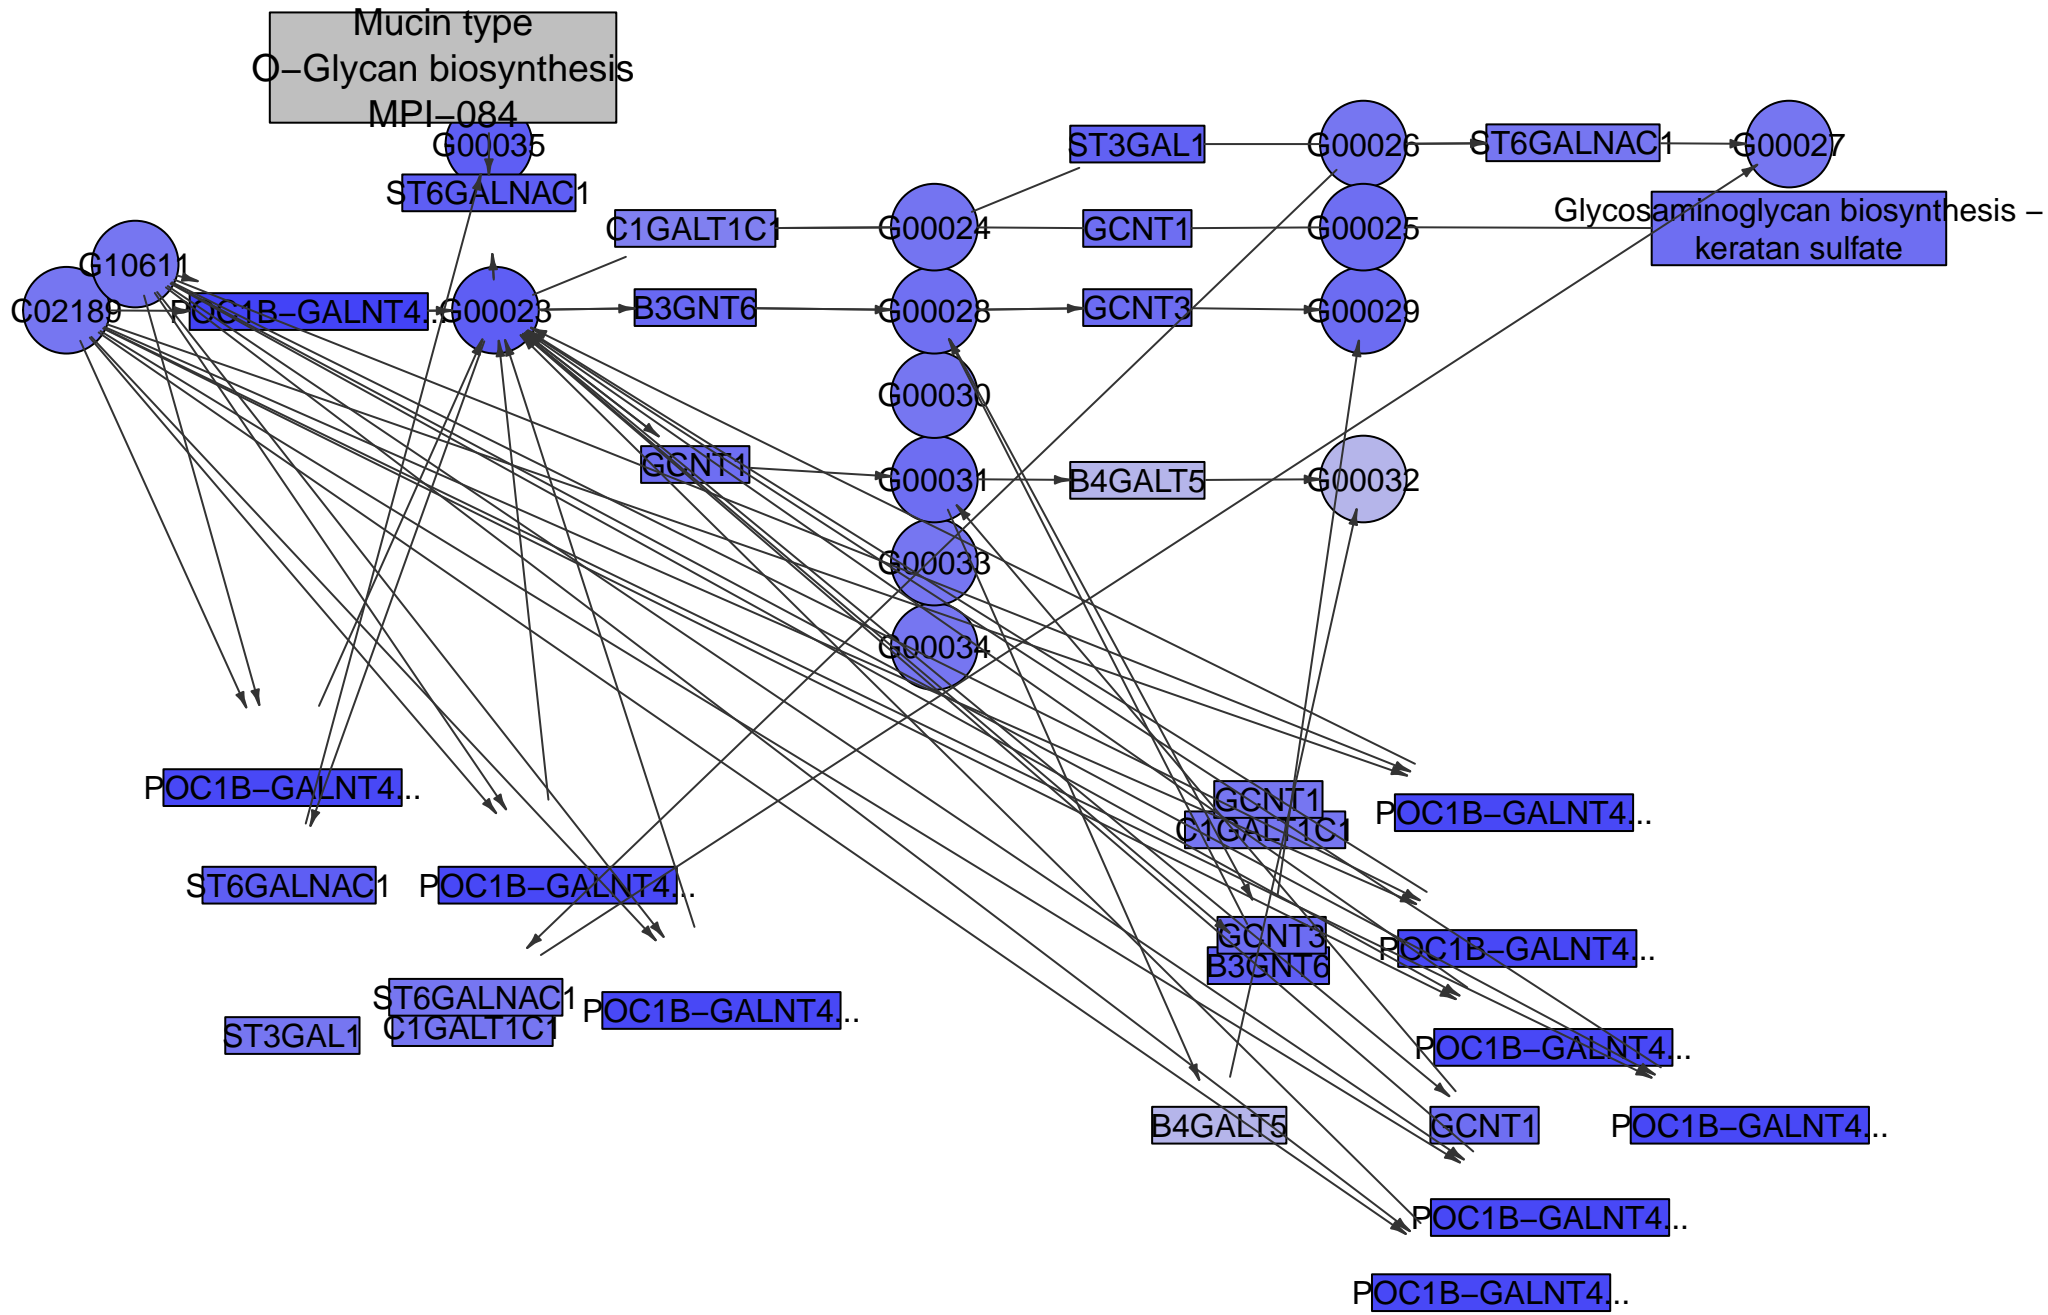 Mucin type
O−Glycan biosynthesis
MPI−084
G00035
ST6GALNAC1
ST3GAL1
G00026
ST6GALNAC1
G00027
C1GALT1C1
G00024
GCNT1
G00025
Glycosaminoglycan biosynthesis −
keratan sulfate
G10611
C02189
POC1B−GALNT4...
G00023
B3GNT6
G00028
GCNT3
G00029
G00030
GCNT1
G00031
B4GALT5
G00032
G00033
G00034
POC1B−GALNT4...
GCNT1
POC1B−GALNT4...
C1GALT1C1
ST6GALNAC1
POC1B−GALNT4...
GCNT3
POC1B−GALNT4...
B3GNT6
ST6GALNAC1
POC1B−GALNT4...
C1GALT1C1
ST3GAL1
POC1B−GALNT4...
B4GALT5
GCNT1
POC1B−GALNT4...
POC1B−GALNT4...
POC1B−GALNT4...